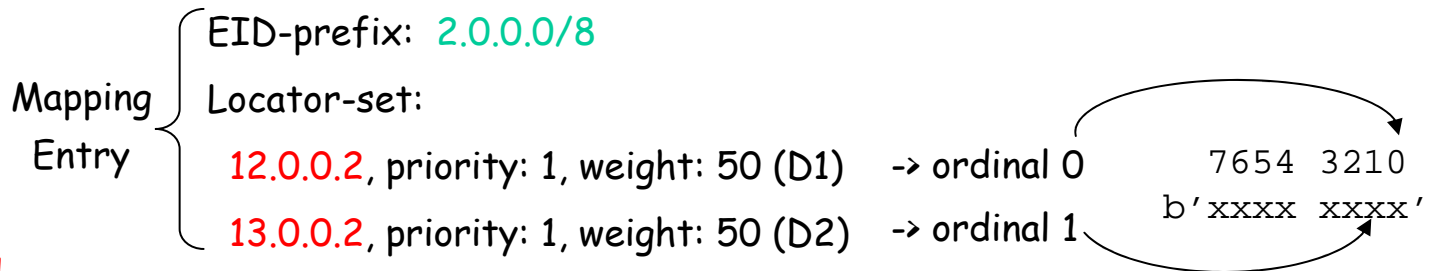 EID-prefix: 2.0.0.0/8
Mapping Entry
Locator-set:
12.0.0.2, priority: 1, weight: 50 (D1) -> ordinal 0
7654 3210
13.0.0.2, priority: 1, weight: 50 (D2) -> ordinal 1
b’xxxx xxxx’